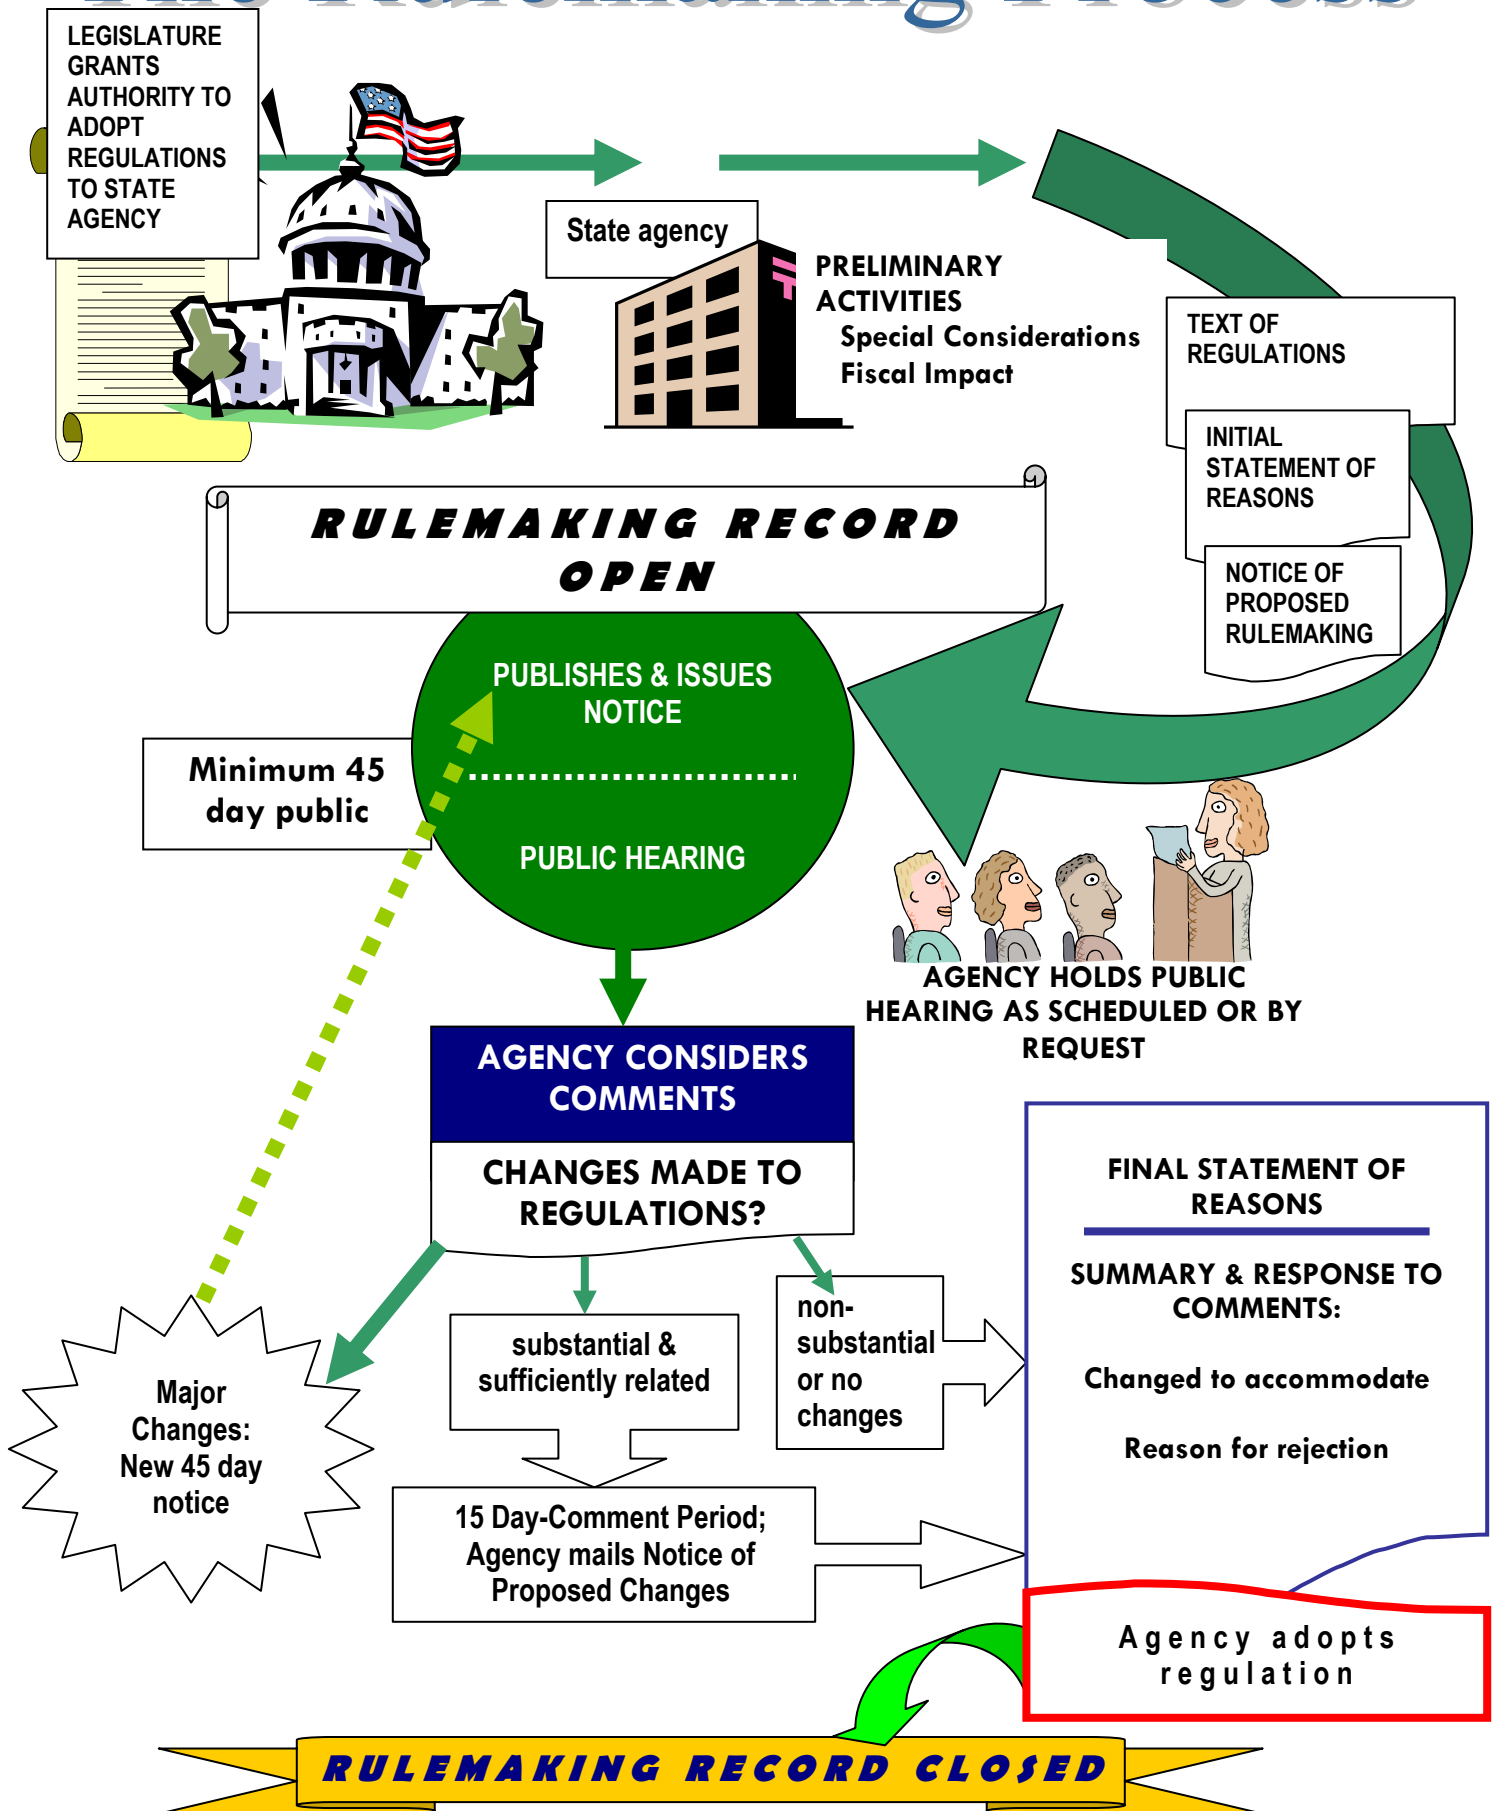 The Rulemaking Process
LEGISLATURE
GRANTS
AUTHORITY TO
ADOPT
REGULATIONS
TO STATE
AGENCY
State agency
PRELIMINARY
ACTIVITIES
Special Considerations
Fiscal Impact
TEXT OF
REGULATIONS
INITIAL
STATEMENT OF
REASONS
NOTICE OF
PROPOSED
RULEMAKING
RULEMAKING RECORD
OPEN
PUBLISHES & ISSUES
NOTICE
Minimum 45
day public
PUBLIC HEARING
AGENCY HOLDS PUBLIC
HEARING AS SCHEDULED OR BY
REQUEST
AGENCY CONSIDERS
COMMENTS
CHANGES MADE TO
REGULATIONS?
Major
Changes:
New 45 day
notice
substantial &
sufficiently related
non-
substantial
or no
changes
15 Day-Comment Period;
Agency mails Notice of
Proposed Changes
FINAL STATEMENT OF
REASONS
SUMMARY & RESPONSE TO
COMMENTS:
Changed to accommodate
Reason for rejection
Agency adopts
regulation
RULEMAKING RECORD CLOSED